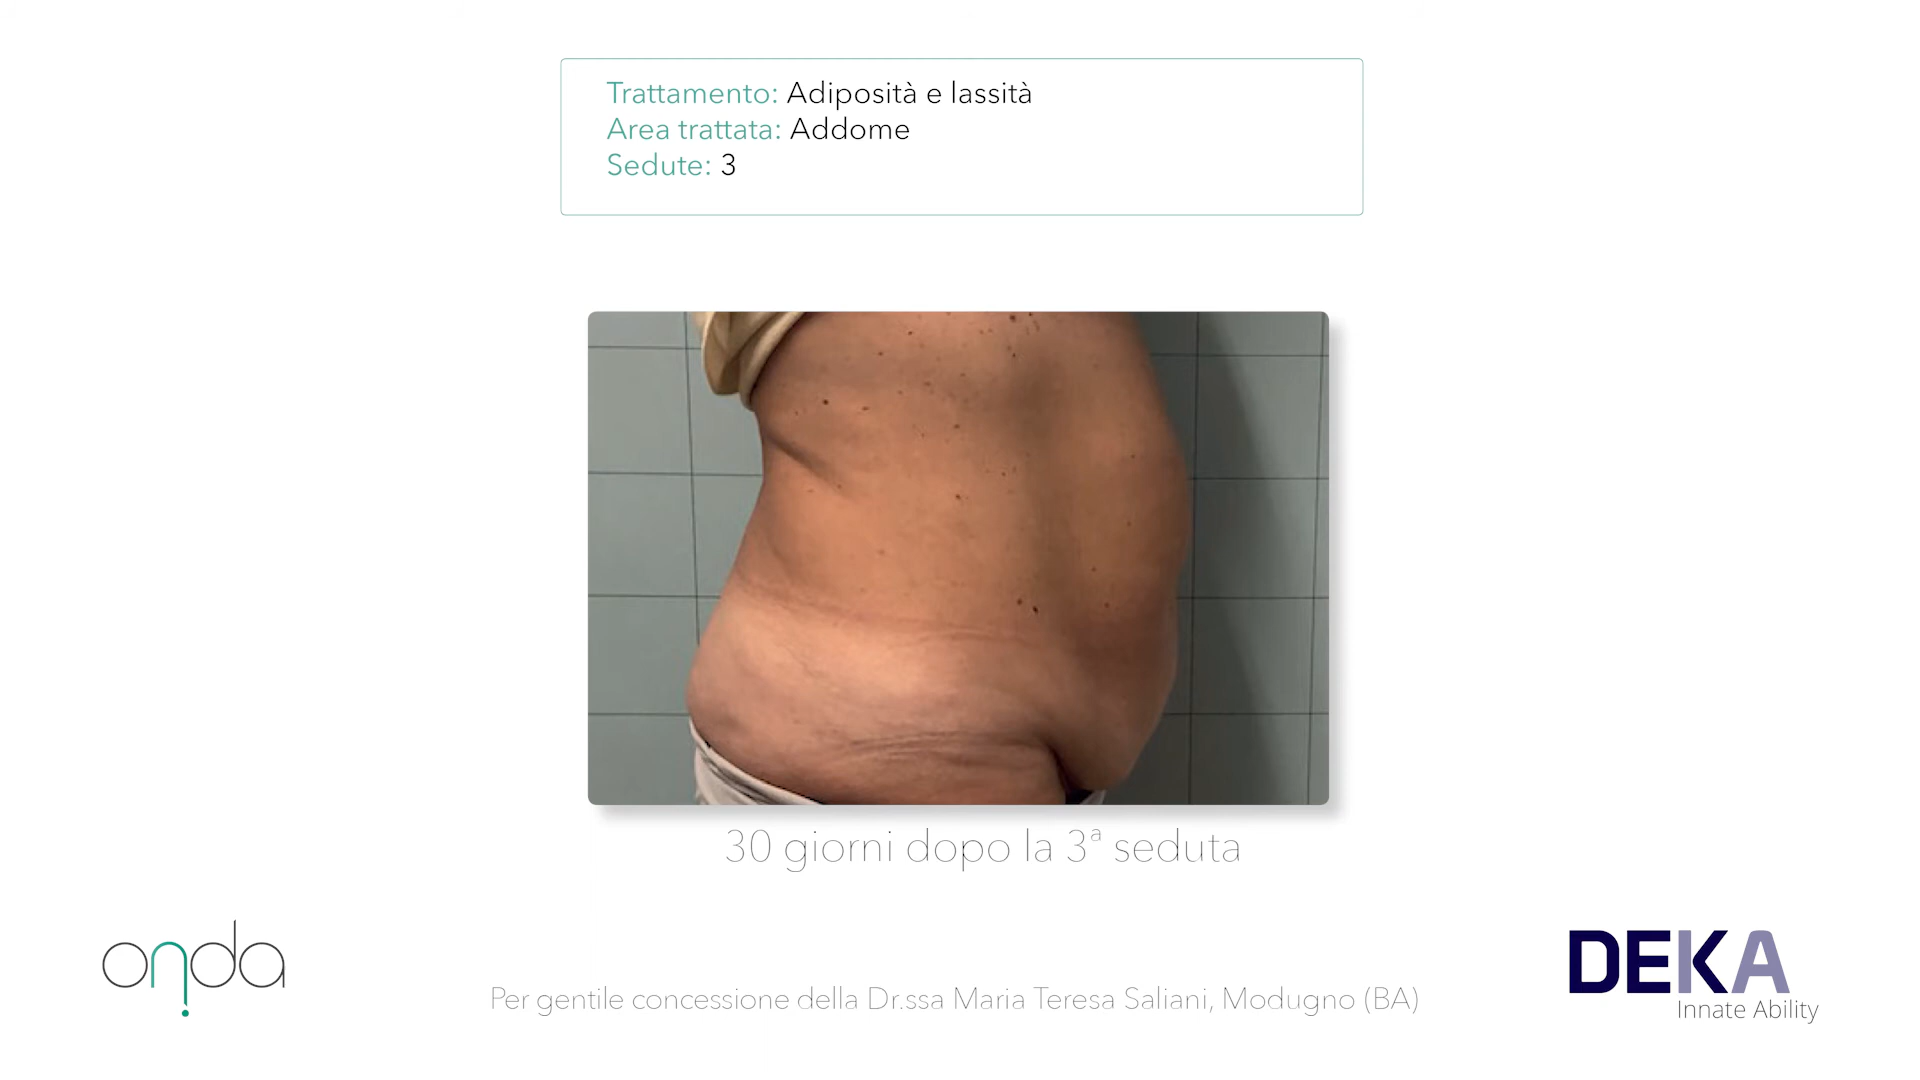 Trattamento: Adiposità e lassità
Area trattata: Addome
Sedute: 3
30 giorni dopo la 3ª seduta
onda
Per gentile concessione della Dr.ssa Maria Teresa Saliani, Modugno (BA)
DEKA
Innate Ability